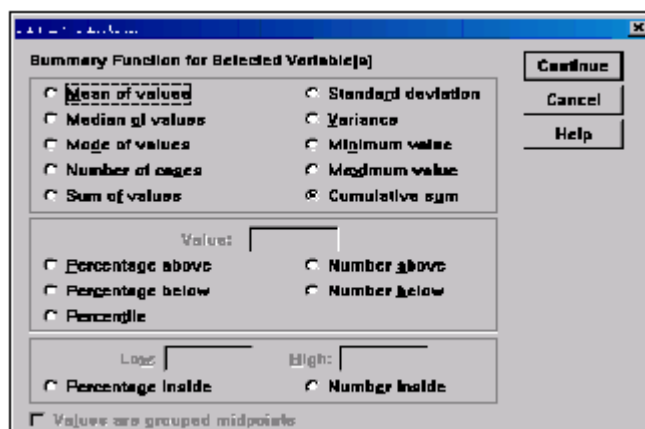 Summary Function for Selected Variable(s)
Mean of values
Standard deviation
Continue
Median of values
Variance
Cancel
Mode of values
Minimum value
Help
Number of cases
Maximum value
Sum of values
Cumulative sum
Value:
Percentage above
Number above
Percentage below
Number below
Percentile
Low:
High:
Percentage inside
Number inside
Values are grouped midpoints